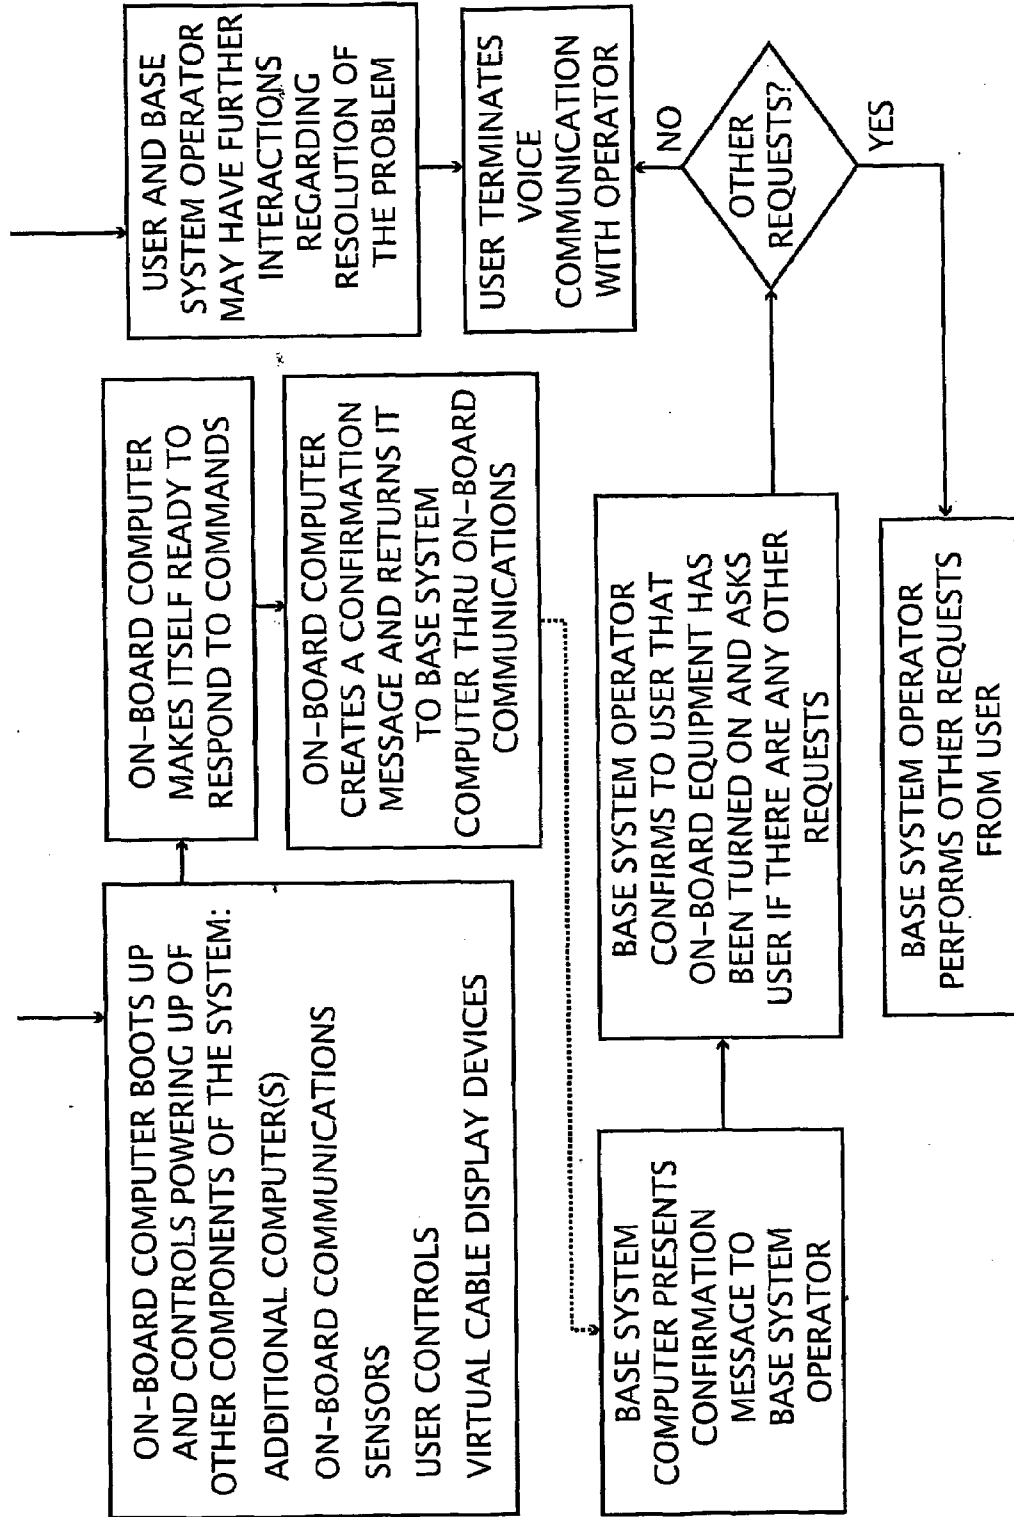 ON-BOARD COMPUTER BOOTS UP
AND CONTROLS POWERING UP OF
OTHER COMPONENTS OF THE SYSTEM:
ADDITIONAL COMPUTER(S)
ON-BOARD COMMUNICATIONS
SENSORS
USER CONTROLS
VIRTUAL CABLE DISPLAY DEVICES
ON-BOARD COMPUTER
MAKES ITSELF READY TO
RESPOND TO COMMANDS
ON-BOARD COMPUTER
CREATES A CONFIRMATION
MESSAGE AND RETURNS IT
TO BASE SYSTEM
COMPUTER THRU ON-BOARD
COMMUNICATIONS
USER AND BASE
SYSTEM OPERATOR
MAY HAVE FURTHER
INTERACTIONS
REGARDING
RESOLUTION OF
THE PROBLEM
USER TERMINATES
VOICE
COMMUNICATION
WITH OPERATOR
BASE SYSTEM
COMPUTER PRESENTS
CONFIRMATION
MESSAGE TO
BASE SYSTEM
OPERATOR
BASE SYSTEM OPERATOR
CONFIRMS TO USER THAT
ON-BOARD EQUIPMENT HAS
BEEN TURNED ON AND ASKS
USER IF THERE ARE ANY OTHER
REQUESTS
NO
OTHER
REQUESTS?
YES
BASE SYSTEM OPERATOR
PERFORMS OTHER REQUESTS
FROM USER